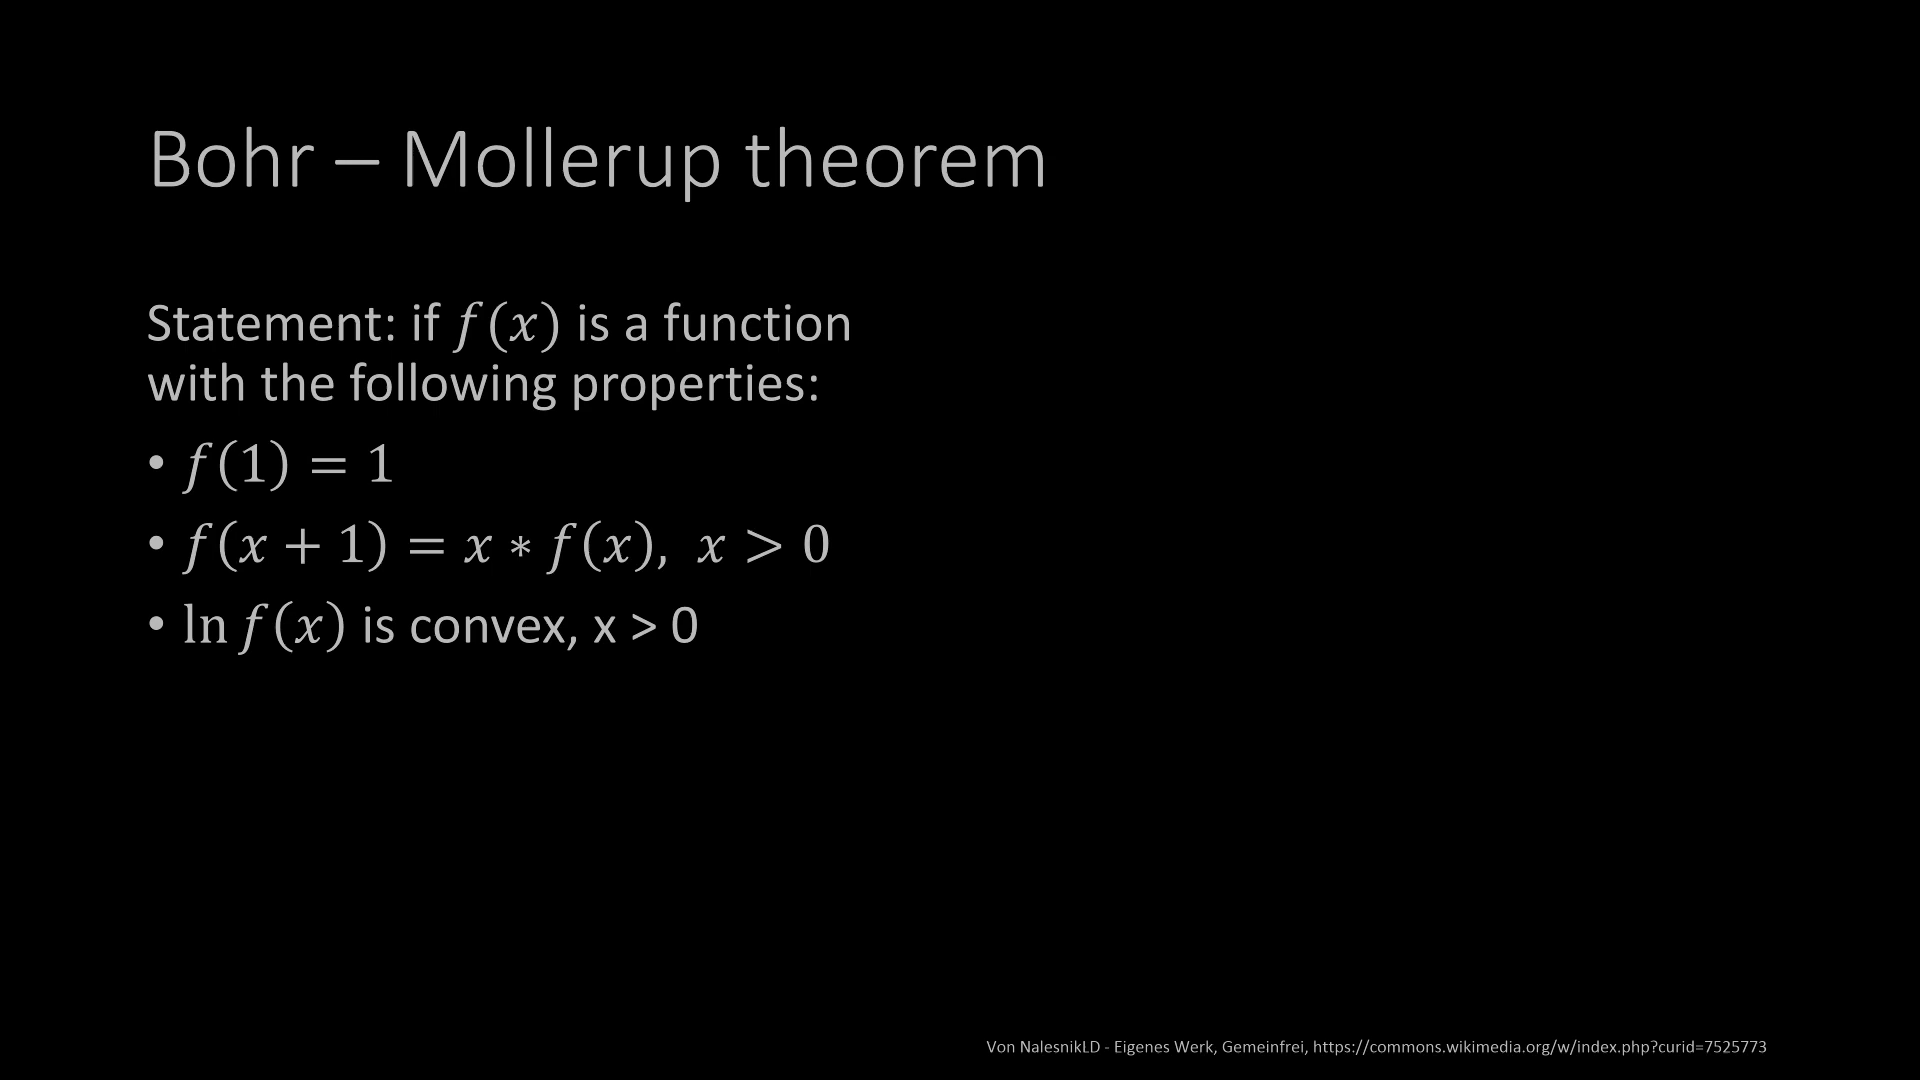 Bohr – Mollerup theorem
Statement: if 𝑓(𝑥) is a function
with the following properties:
• 𝑓(1) = 1
• 𝑓(𝑥 + 1) = 𝑥 ∗ 𝑓(𝑥), 𝑥 > 0
• ln 𝑓(𝑥) is convex, x > 0
Von NalesnikLD - Eigenes Werk, Gemeinfrei, https://commons.wikimedia.org/w/index.php?curid=7525773